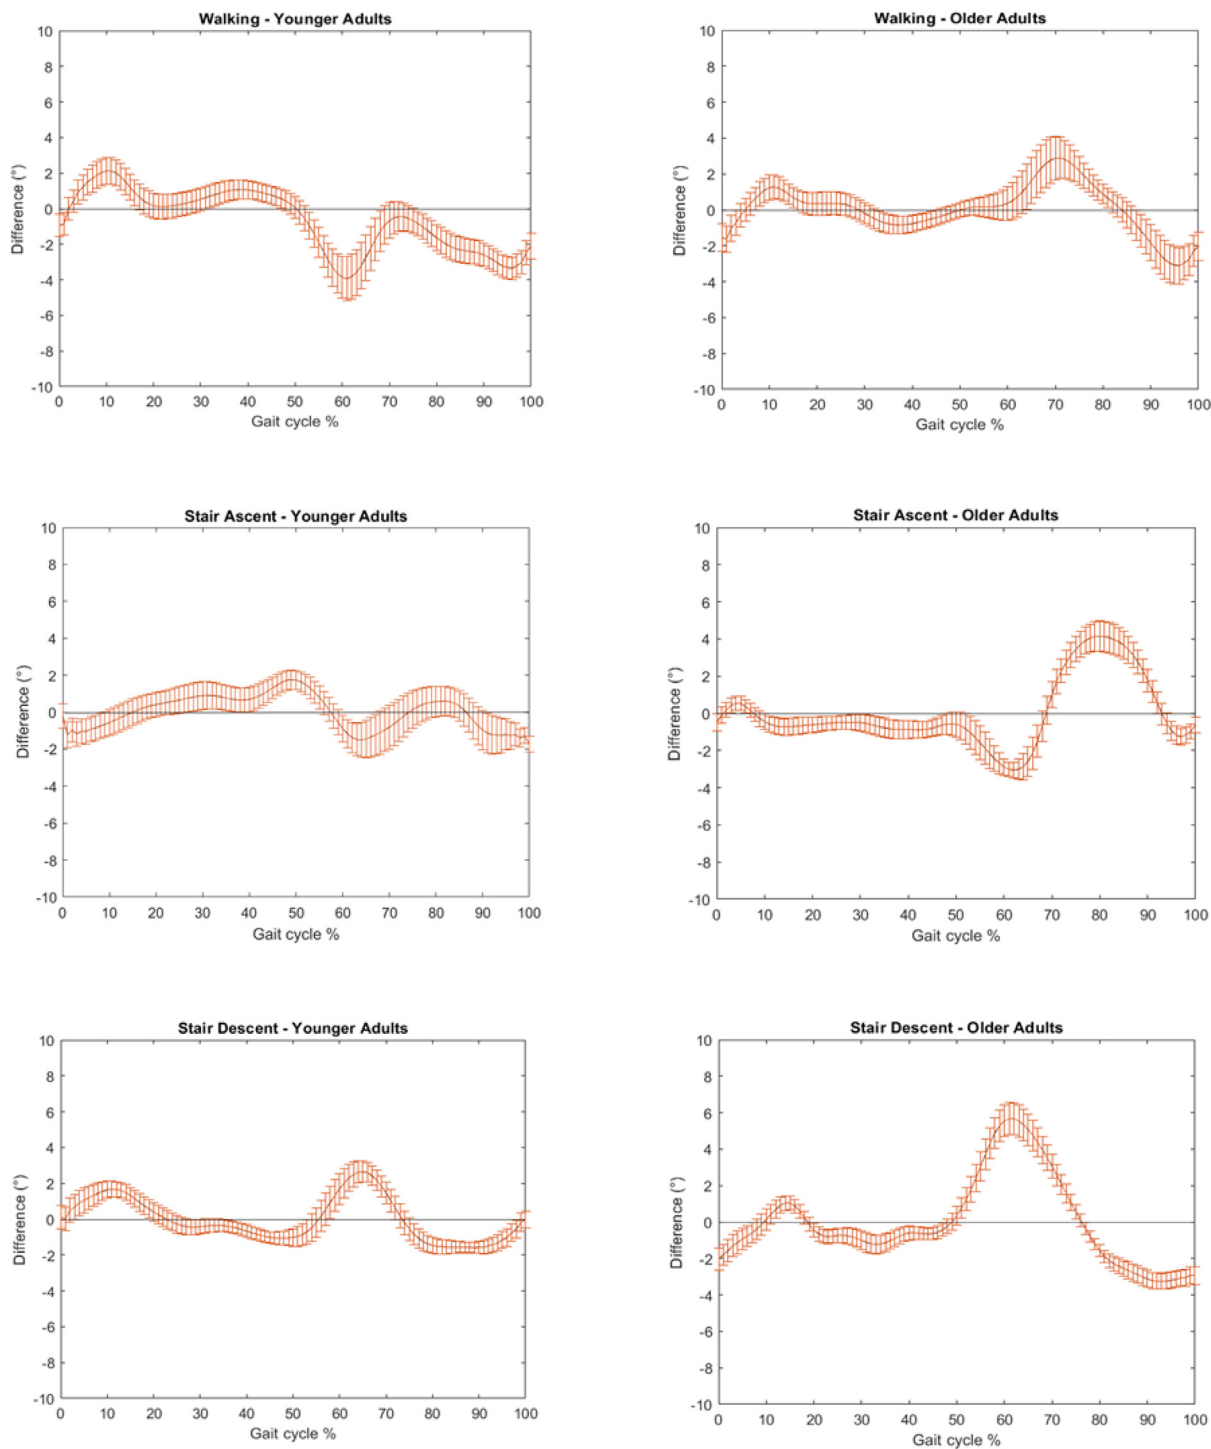 Walking - Younger Adults
10
8
6
4
2
0
-2
-4
-6
-8
-10
Difference (°)
0 10 20 30 40 50 60 70 80 90 100
Gait cycle %
Walking - Older Adults
10
8
6
4
2
0
-2
-4
-6
-8
-10
Difference (°)
0 10 20 30 40 50 60 70 80 90 100
Gait cycle %
Stair Ascent - Younger Adults
10
8
6
4
2
0
-2
-4
-6
-8
-10
Difference (°)
0 10 20 30 40 50 60 70 80 90 100
Gait cycle %
Stair Ascent - Older Adults
10
8
6
4
2
0
-2
-4
-6
-8
-10
Difference (°)
0 10 20 30 40 50 60 70 80 90 100
Gait cycle %
Stair Descent - Younger Adults
10
8
6
4
2
0
-2
-4
-6
-8
-10
Difference (°)
0 10 20 30 40 50 60 70 80 90 100
Gait cycle %
Stair Descent - Older Adults
10
8
6
4
2
0
-2
-4
-6
-8
-10
Difference (°)
0 10 20 30 40 50 60 70 80 90 100
Gait cycle %